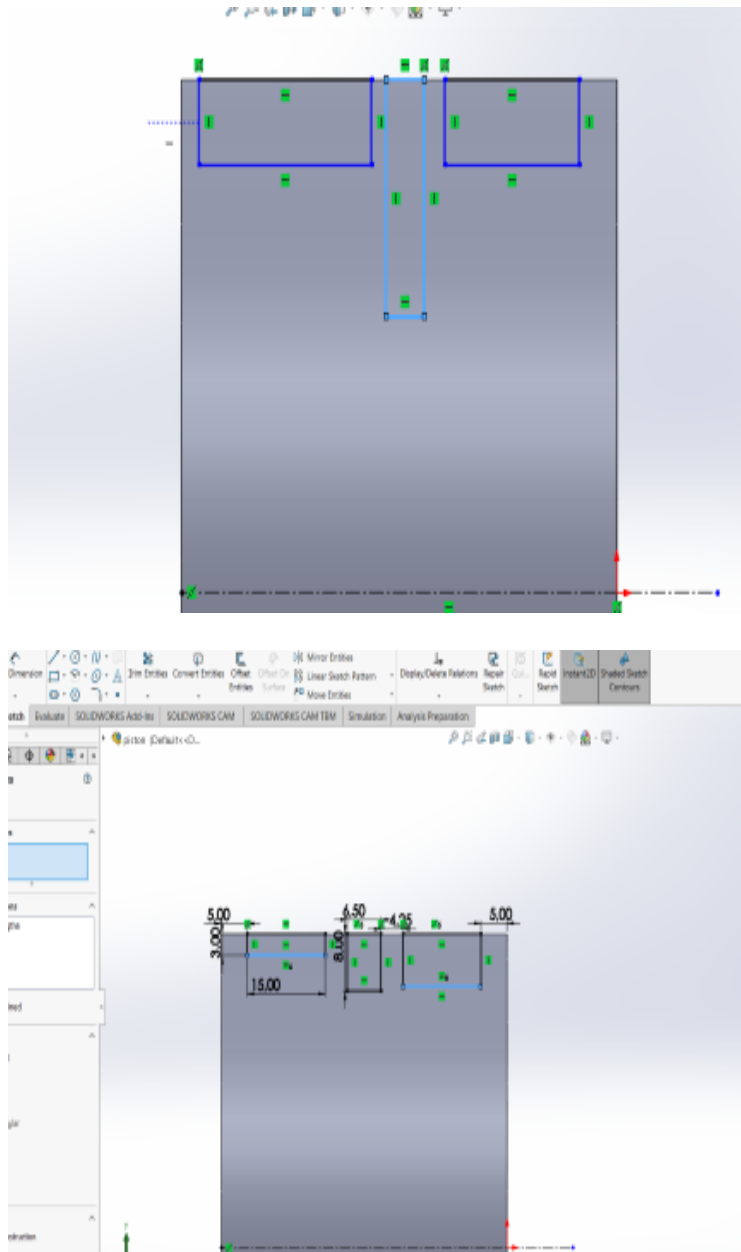 Dimension
Trim Entities
Convert Entities
Offset Entities
Offset On Surface
Mirror Entities
Linear Sketch Pattern
Move Entities
Display/Delete Relations
Repair Sketch
Rapid Sketch
Instant2D
Shaded Sketch Contours
Evaluate
SOLIDWORKS Add-Ins
SOLIDWORKS CAM
SOLIDWORKS CAM TBM
Simulation
Analysis Preparation
piston (Default<<D...
5.00
6.50
4.25
5.00
3.00
8.00
15.00